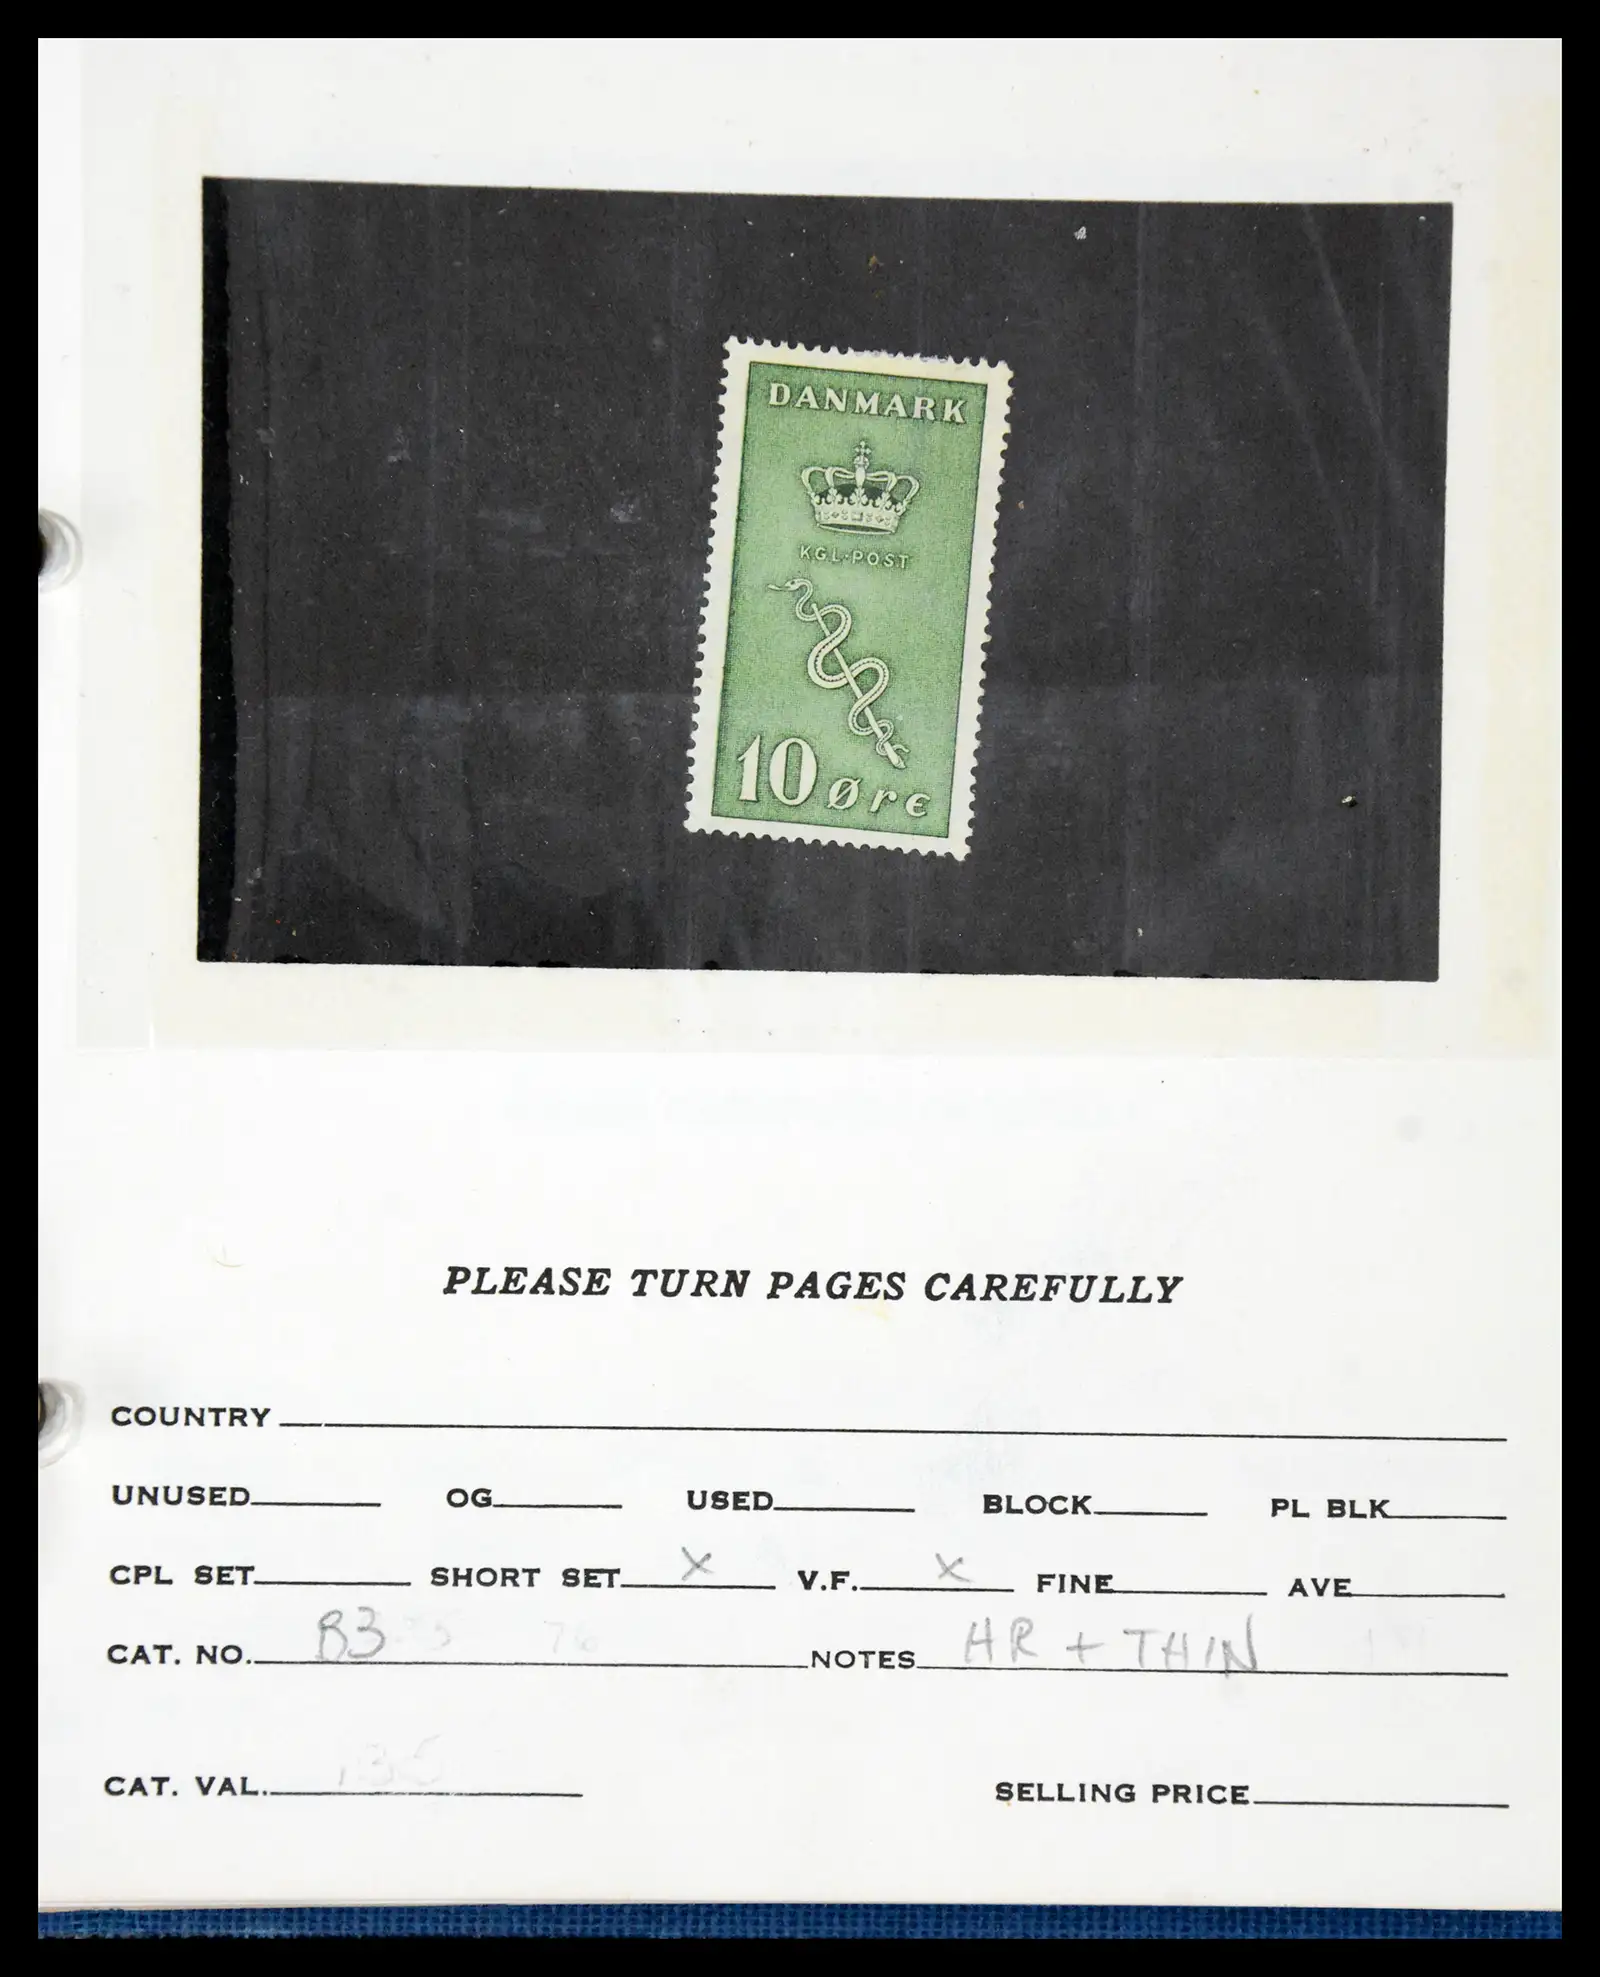 DANMARK
KGL·POST
10 øre
PLEASE TURN PAGES CAREFULLY
COUNTRY
UNUSED OG USED BLOCK PL BLK
CPL SET SHORT SET X V.F. X FINE AVE
CAT. NO. B3 NOTES HR + THIN
CAT. VAL. SELLING PRICE